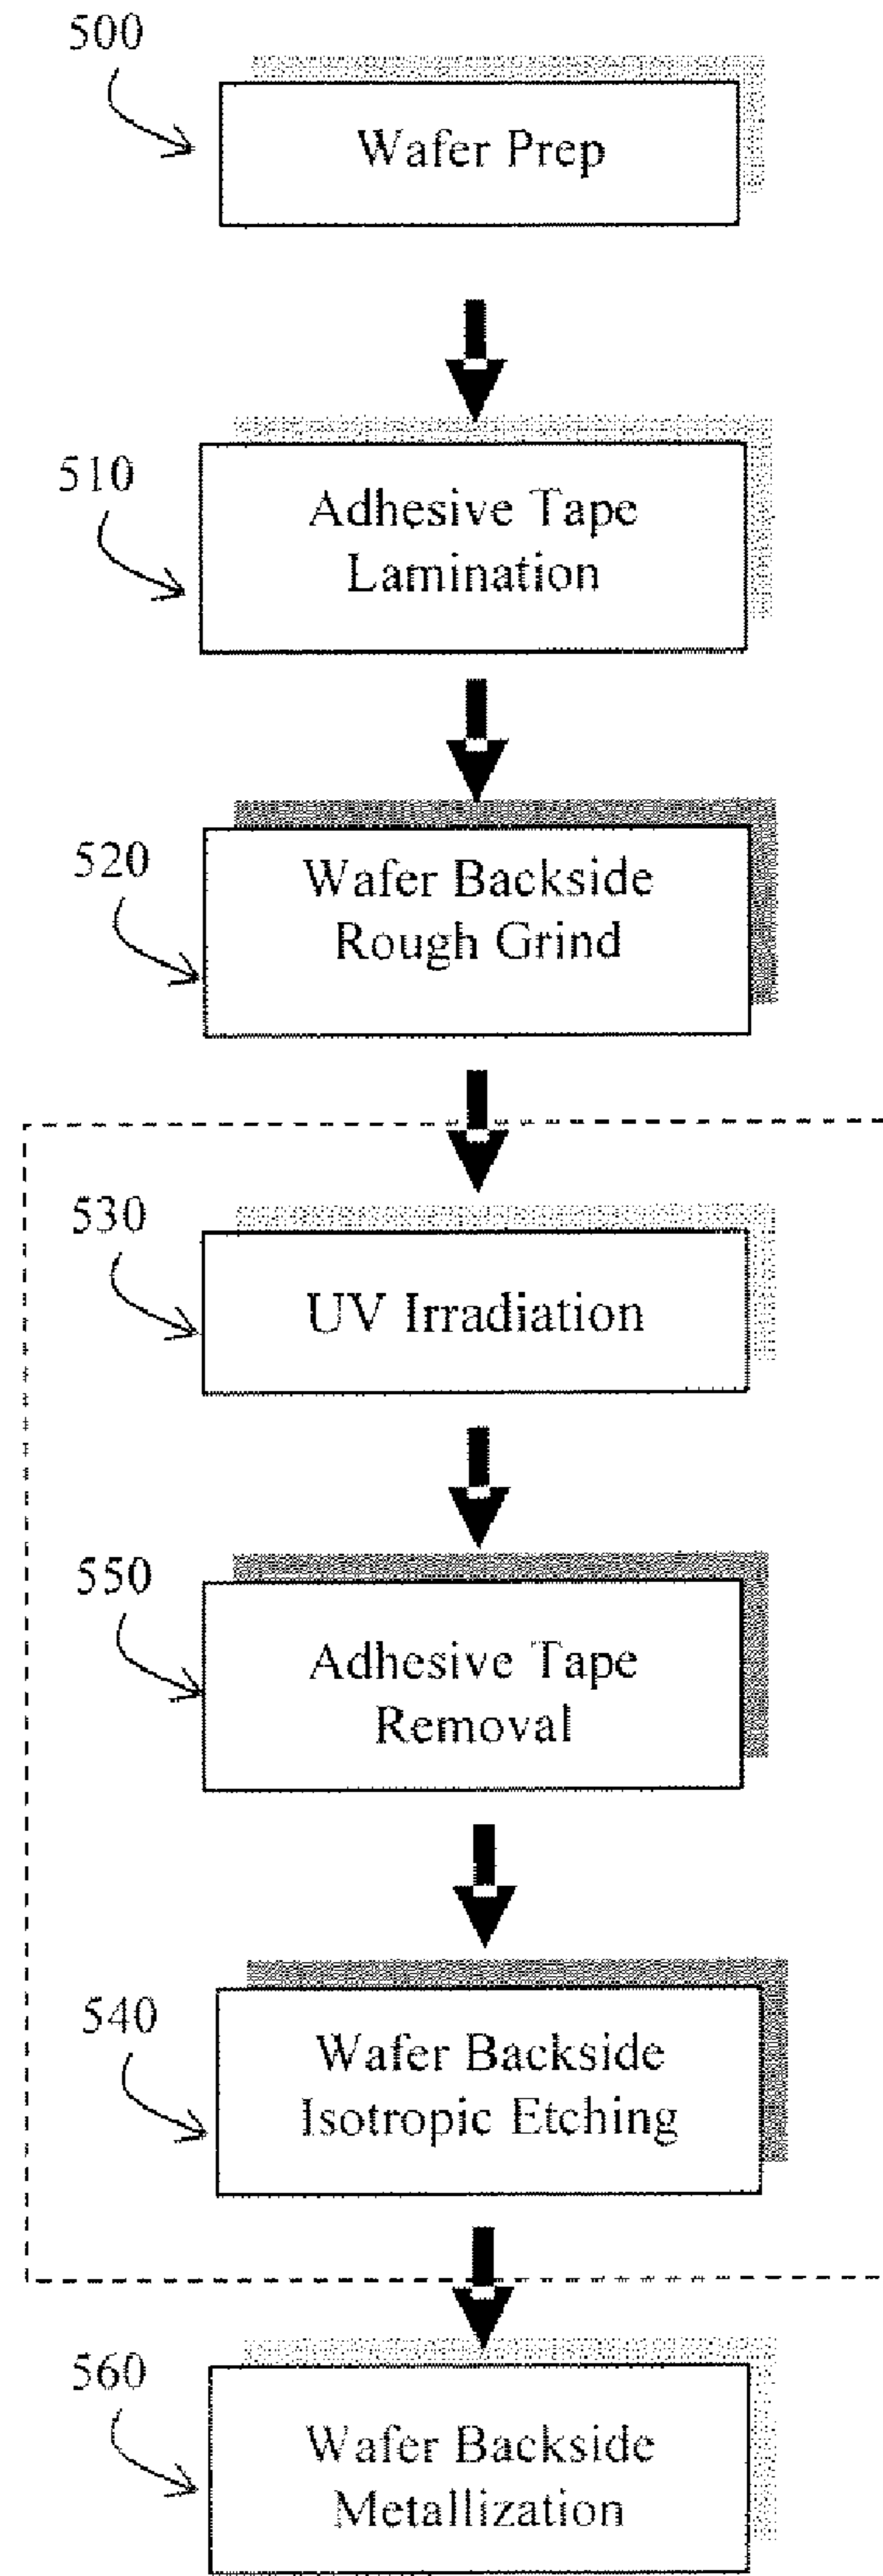 500
Wafer Prep
510
Adhesive Tape
Lamination
520
Wafer Backside
Rough Grind
530
UV Irradiation
550
Adhesive Tape
Removal
540
Wafer Backside
Isotropic Etching
560
Wafer Backside
Metallization